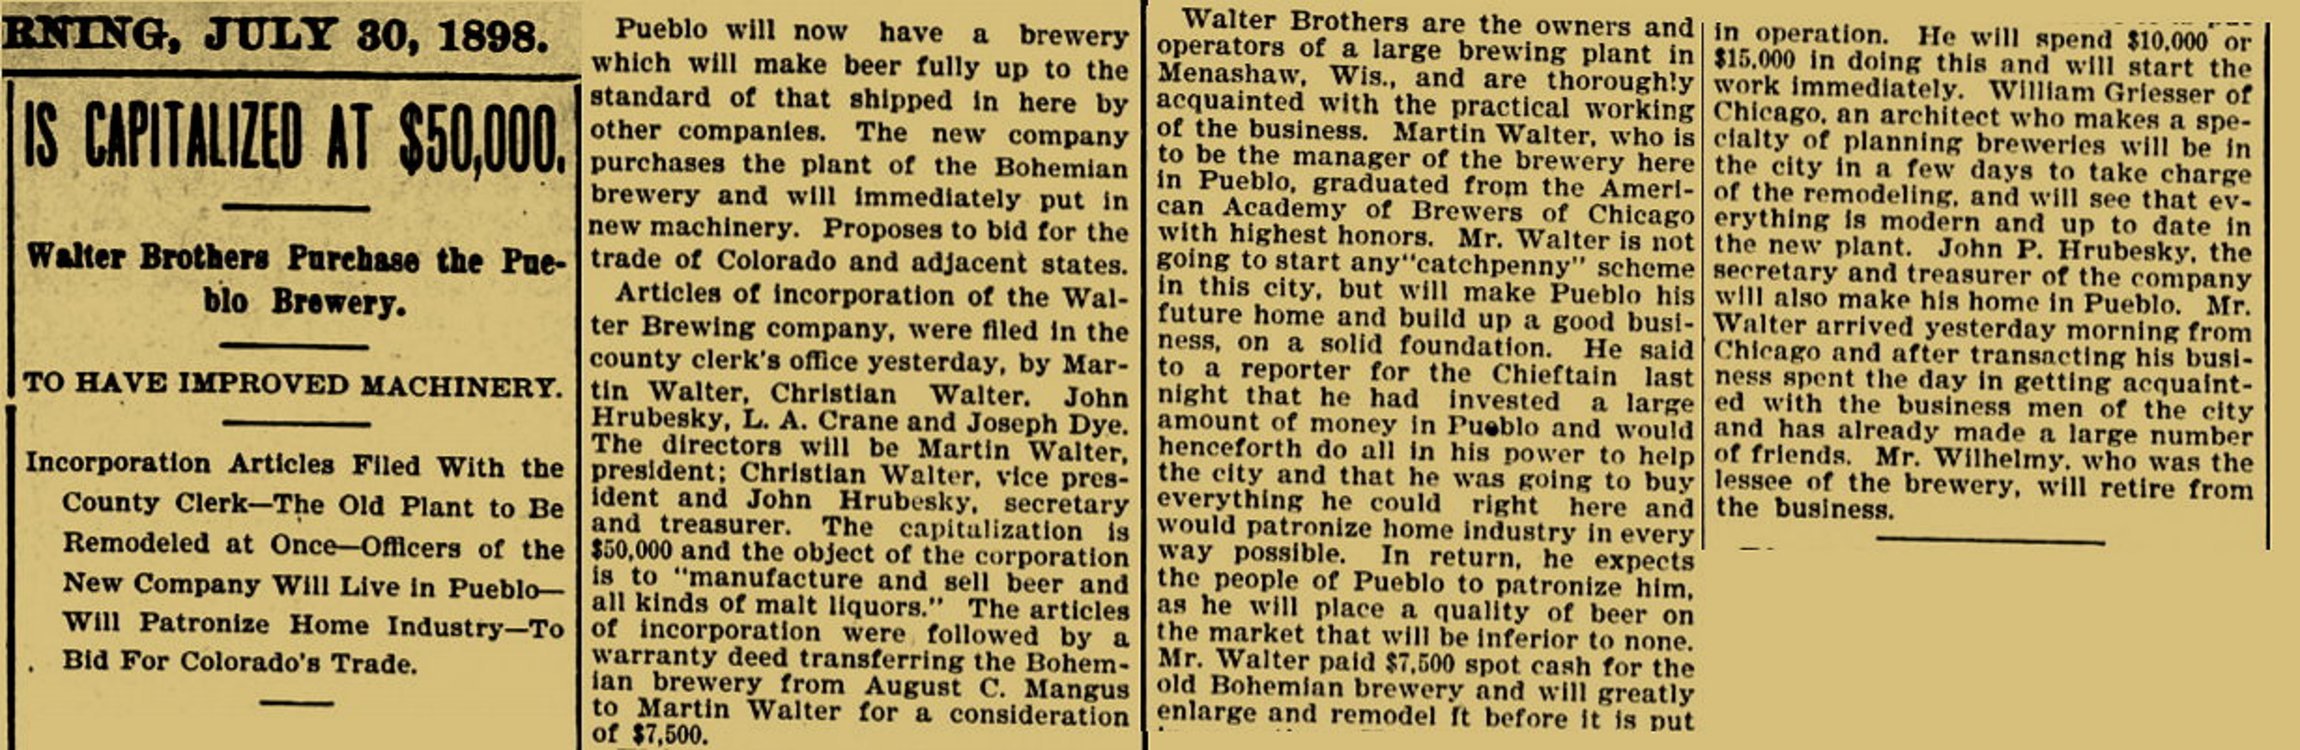 RNING, JULY 30, 1898.
IS CAPITALIZED AT $50,000.
Walter Brothers Purchase the Pue-
blo Brewery.
TO HAVE IMPROVED MACHINERY.
Incorporation Articles Filed With the
County Clerk—The Old Plant to Be
Remodeled at Once—Officers of the
New Company Will Live in Pueblo—
Will Patronize Home Industry—To
Bid For Colorado's Trade.
Pueblo will now have a brewery
which will make beer fully up to the
standard of that shipped in here by
other companies. The new company
purchases the plant of the Bohemian
brewery and will immediately put in
new machinery. Proposes to bid for the
trade of Colorado and adjacent states.
Articles of incorporation of the Wal-
ter Brewing company, were filed in the
county clerk's office yesterday, by Mar-
tin Walter, Christian Walter, John
Hrubesky, L. A. Crane and Joseph Dye.
The directors will be Martin Walter,
president; Christian Walter, vice pres-
ident and John Hrubesky, secretary
and treasurer. The capitalization is
$50,000 and the object of the corporation
is to "manufacture and sell beer and
all kinds of malt liquors." The articles
of incorporation were followed by a
warranty deed transferring the Bohem-
ian brewery from August C. Mangus
to Martin Walter for a consideration
of $7,500.
Walter Brothers are the owners and
operators of a large brewing plant in
Menashaw, Wis., and are thoroughly
acquainted with the practical working
of the business. Martin Walter, who is
to be the manager of the brewery here
in Pueblo, graduated from the Ameri-
can Academy of Brewers of Chicago
with highest honors. Mr. Walter is not
going to start any "catchpenny" scheme
in this city, but will make Pueblo his
future home and build up a good busi-
ness, on a solid foundation. He said
to a reporter for the Chieftain last
night that he had invested a large
amount of money in Pueblo and would
henceforth do all in his power to help
the city and that he was going to buy
everything he could right here and
would patronize home industry in every
way possible. In return, he expects
the people of Pueblo to patronize him,
as he will place a quality of beer on
the market that will be inferior to none.
Mr. Walter paid $7,500 spot cash for the
old Bohemian brewery and will greatly
enlarge and remodel it before it is put
in operation. He will spend $10,000 or
$15,000 in doing this and will start the
work immediately. William Griesser of
Chicago, an architect who makes a spe-
cialty of planning breweries will be in
the city in a few days to take charge
of the remodeling, and will see that ev-
erything is modern and up to date in
the new plant. John P. Hrubesky, the
secretary and treasurer of the company
will also make his home in Pueblo. Mr.
Walter arrived yesterday morning from
Chicago and after transacting his busi-
ness spent the day in getting acquaint-
ed with the business men of the city
and has already made a large number
of friends. Mr. Wilhelmy, who was the
lessee of the brewery, will retire from
the business.